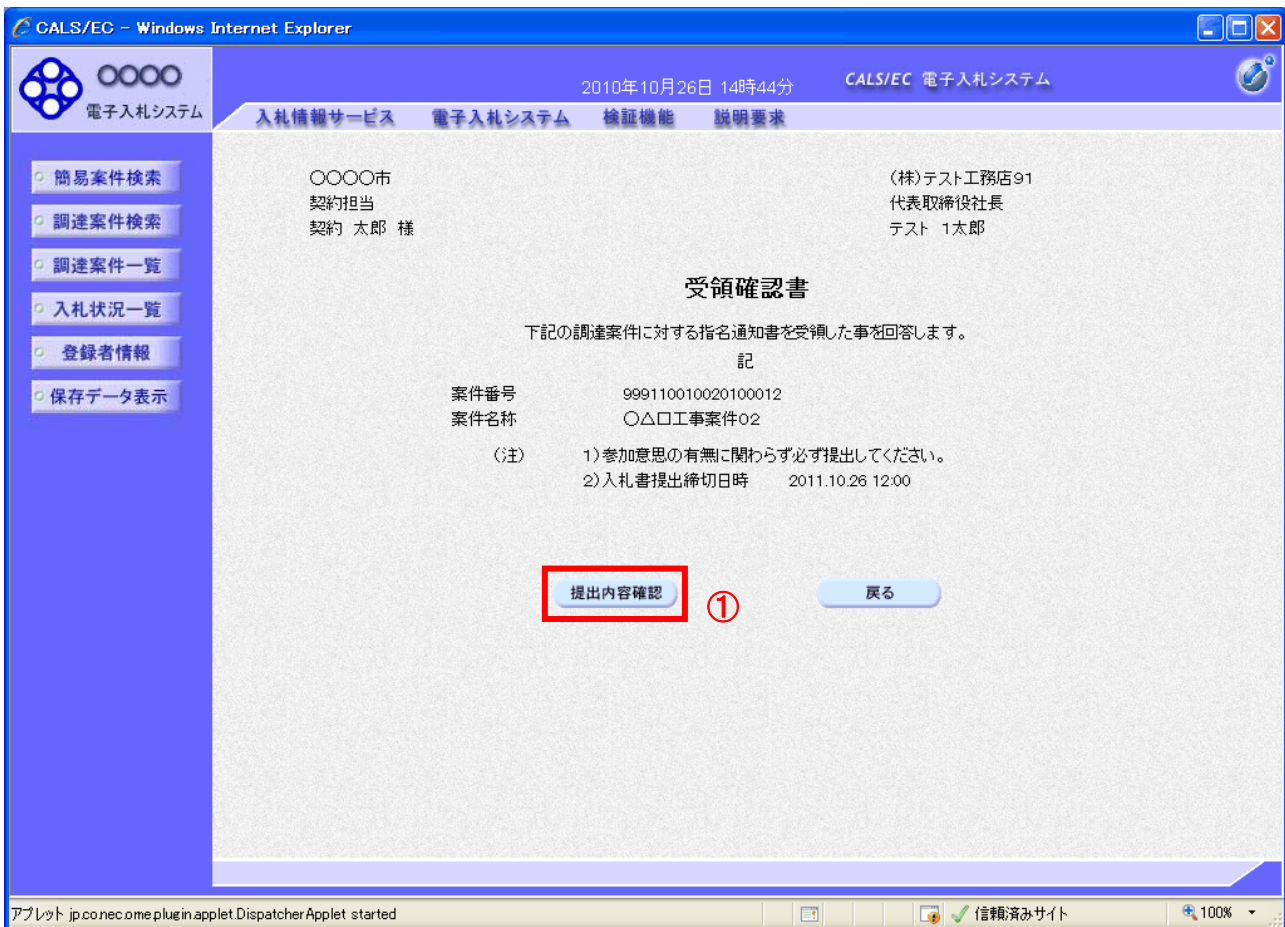 CALS/EC - Windows Internet Explorer
〇〇〇〇
電子入札システム
2010年10月26日 14時44分
CALS/EC 電子入札システム
入札情報サービス 電子入札システム 検証機能 説明要求
簡易案件検索
調達案件検索
調達案件一覧
入札状況一覧
登録者情報
保存データ表示
〇〇〇〇市
契約担当
契約 太郎 様
(株)テスト工務店91
代表取締役社長
テスト 1太郎
受領確認書
下記の調達案件に対する指名通知書を受領した事を回答します。
記
案件番号 999110010020100012
案件名称 〇△口工事案件02
(注) 1)参加意思の有無に関わらず必ず提出してください。
2)入札書提出締切日時 2011.10.26 12:00
提出内容確認
①
戻る
アプレット jp.co.nec.ome.plugin.applet.DispatcherApplet started
信頼済みサイト
100%